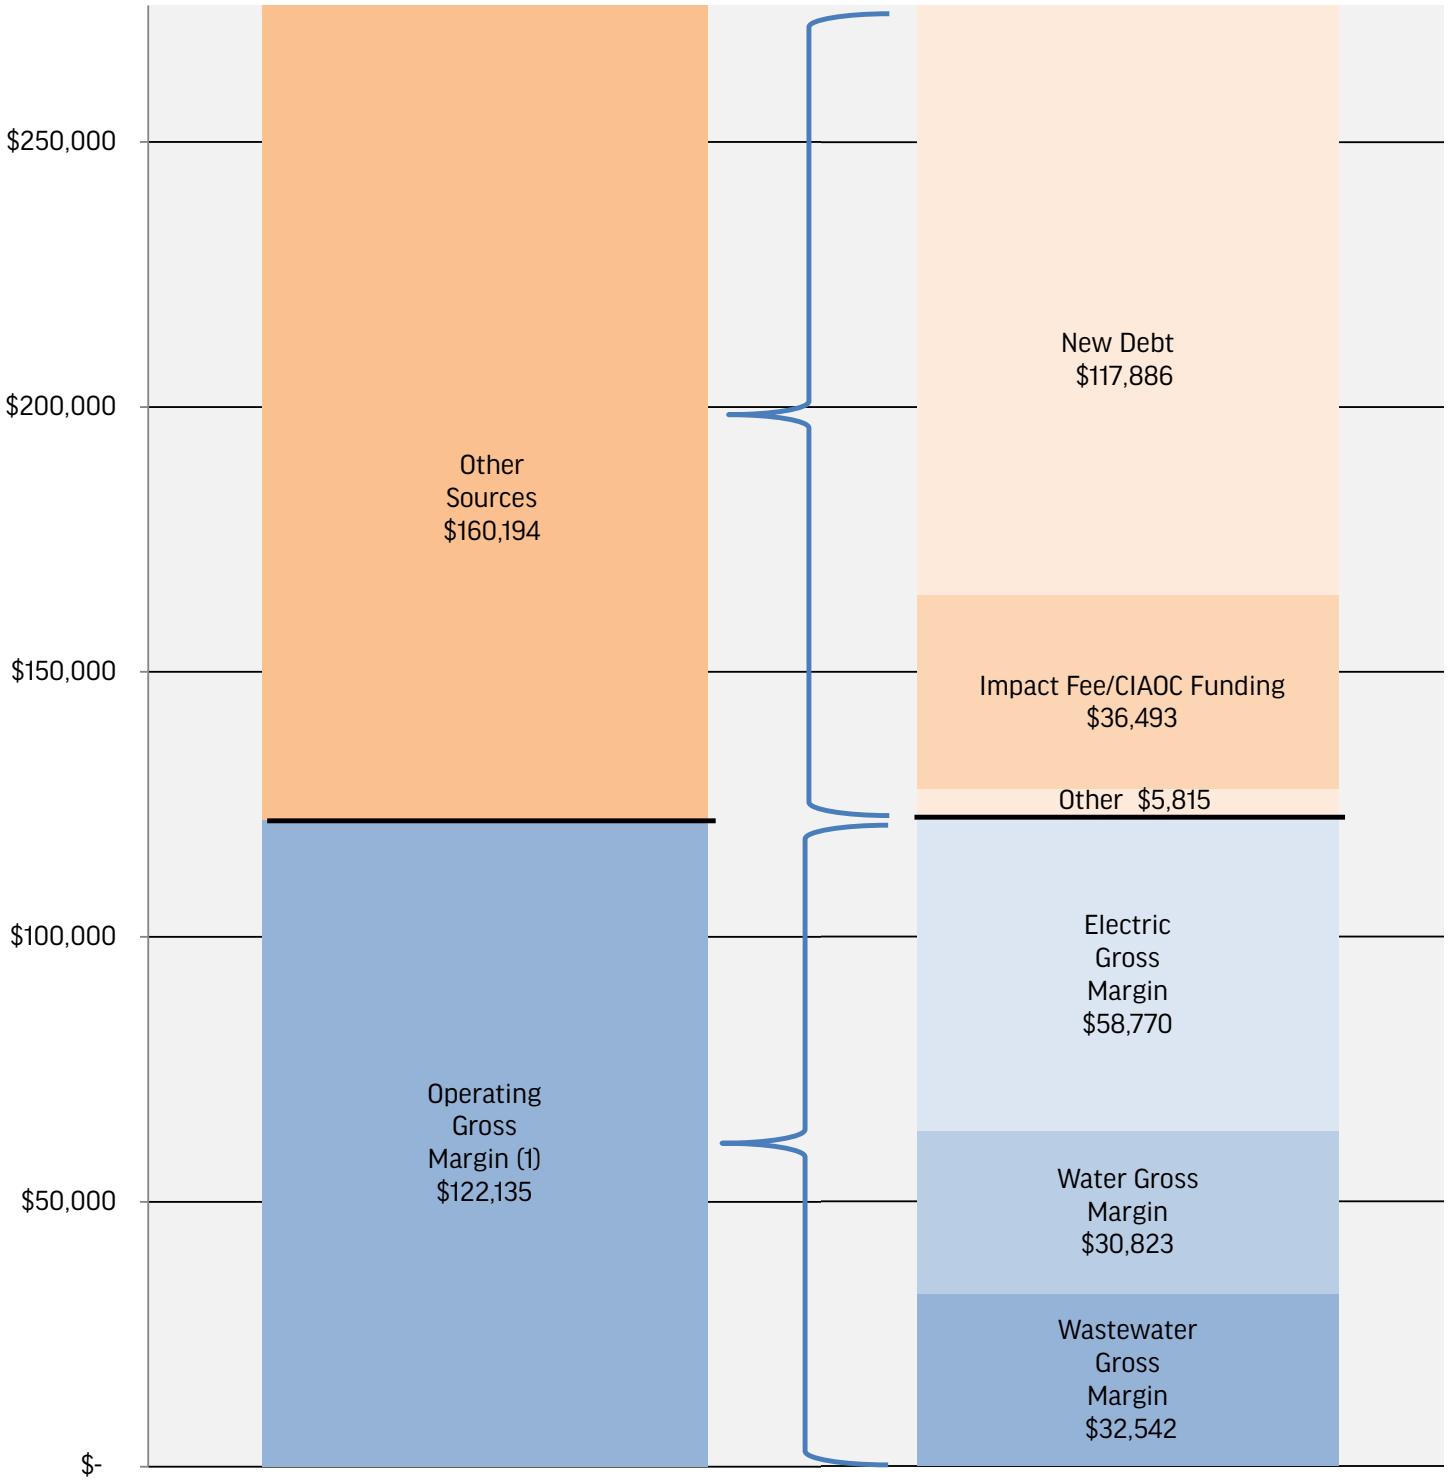 $250,000
$200,000
$150,000
$100,000
$50,000
$-
Other
Sources
$160,194
Operating
Gross
Margin (1)
$122,135
New Debt
$117,886
Impact Fee/CIAOC Funding
$36,493
Other $5,815
Electric
Gross
Margin
$58,770
Water Gross
Margin
$30,823
Wastewater
Gross
Margin
$32,542